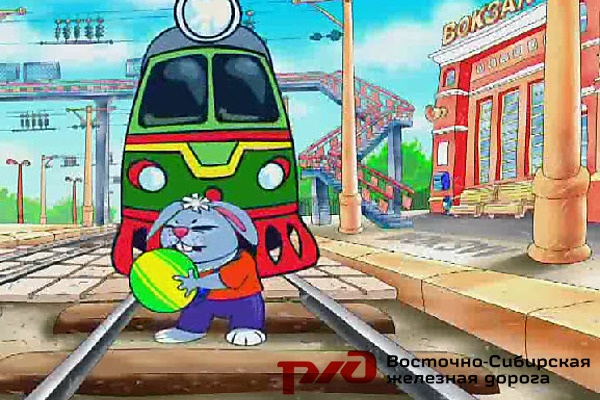 ВОКЗАЛ
РЖД Восточно-Сибирская
железная дорога